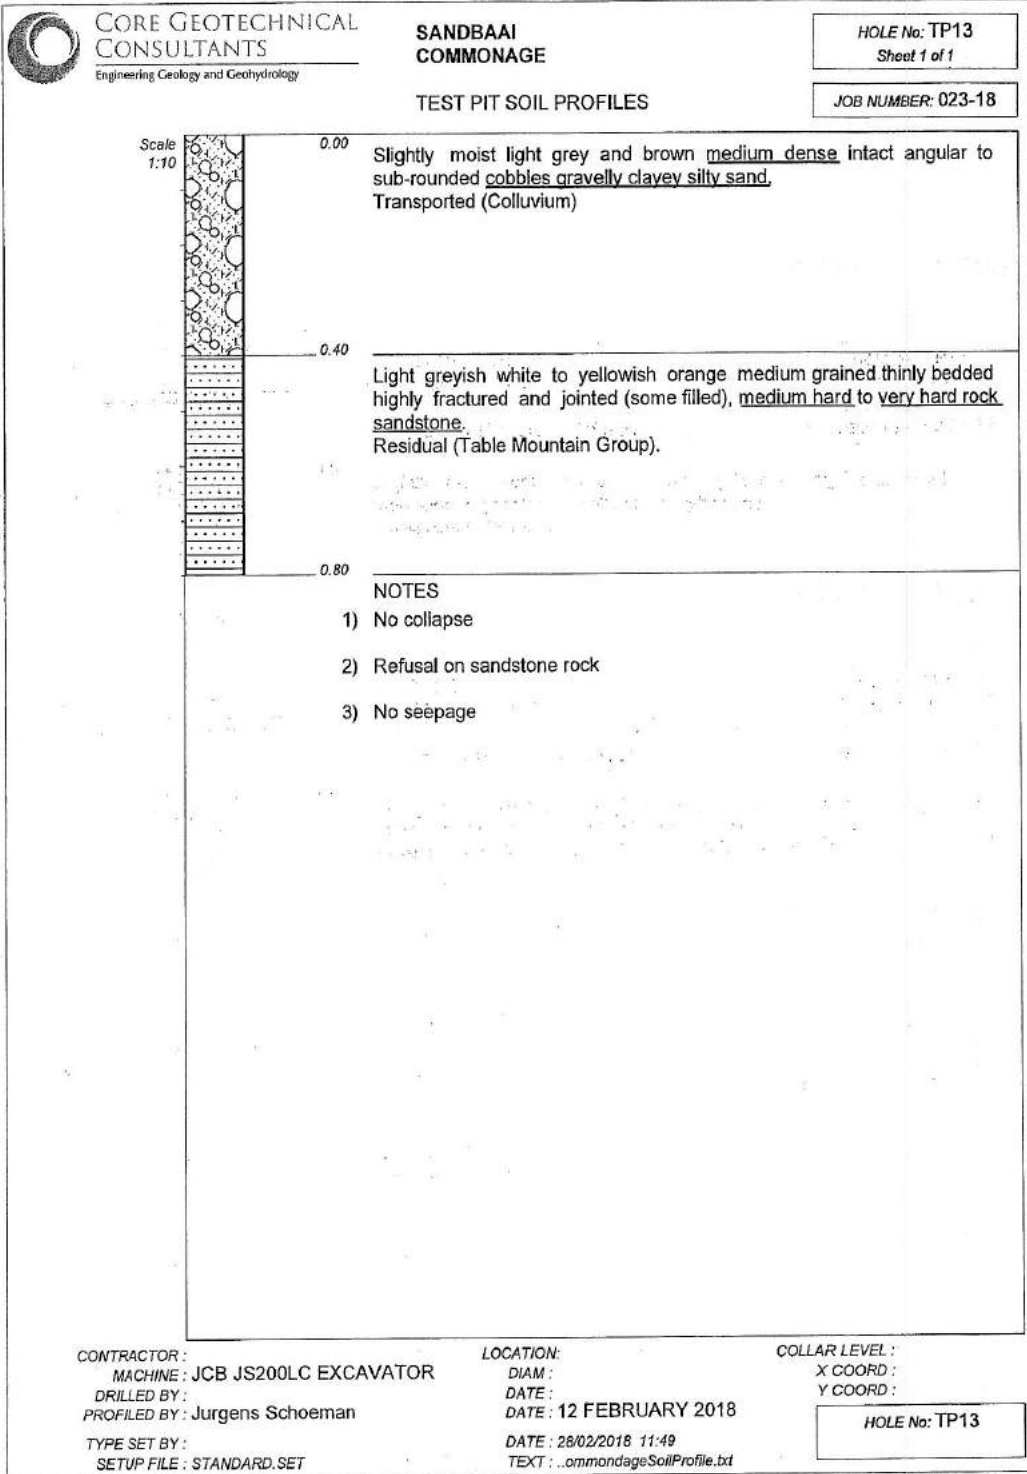 CORE GEOTECHNICAL
CONSULTANTS
Engineering Geology and Geohydrology
SANDBAAI
COMMONAGE
TEST PIT SOIL PROFILES
HOLE No: TP13
Sheet 1 of 1
JOB NUMBER: 023-18
Scale
1:10
0.00
Slightly moist light grey and brown medium dense intact angular to
sub-rounded cobbles gravelly clayey silty sand.
Transported (Colluvium)
0.40
Light greyish white to yellowish orange medium grained thinly bedded
highly fractured and jointed (some filled), medium hard to very hard rock
sandstone.
Residual (Table Mountain Group).
0.80
NOTES
1) No collapse
2) Refusal on sandstone rock
3) No seepage
CONTRACTOR :
MACHINE : JCB JS200LC EXCAVATOR
DRILLED BY :
PROFILED BY : Jurgens Schoeman
TYPE SET BY :
SETUP FILE : STANDARD.SET
LOCATION:
DIAM :
DATE :
DATE : 12 FEBRUARY 2018
DATE : 28/02/2018 11:49
TEXT : ..ommondageSoilProfile.txt
COLLAR LEVEL :
X COORD :
Y COORD :
HOLE No: TP13